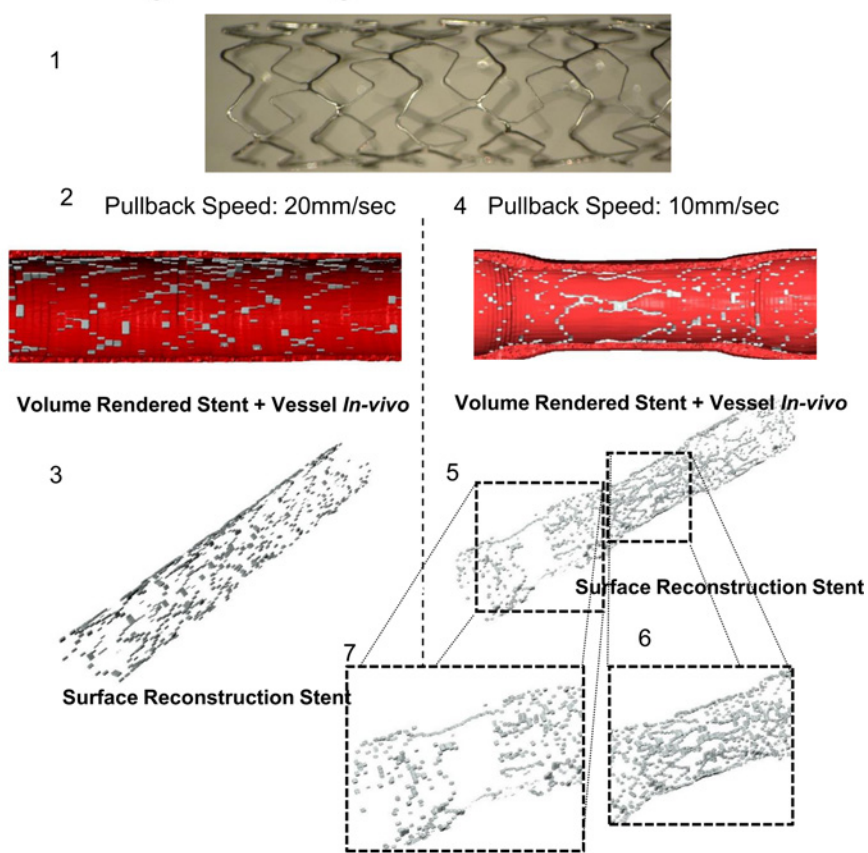 1
2 Pullback Speed: 20mm/sec
4 Pullback Speed: 10mm/sec
Volume Rendered Stent + Vessel In-vivo
Volume Rendered Stent + Vessel In-vivo
3
5
Surface Reconstruction Stent
7
6
Surface Reconstruction Stent